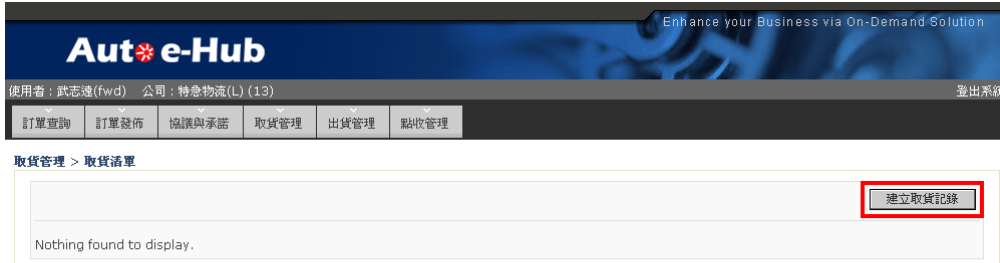 Enhance your Business via On-Demand Solution
Auto e-Hub
使用者：武志遠(fwd) 公司：特急物流(L) (13) 登出系統
訂單查詢 訂單發佈 協議與承諾 取貨管理 出貨管理 點收管理
取貨管理 > 取貨清單
建立取貨記錄
Nothing found to display.